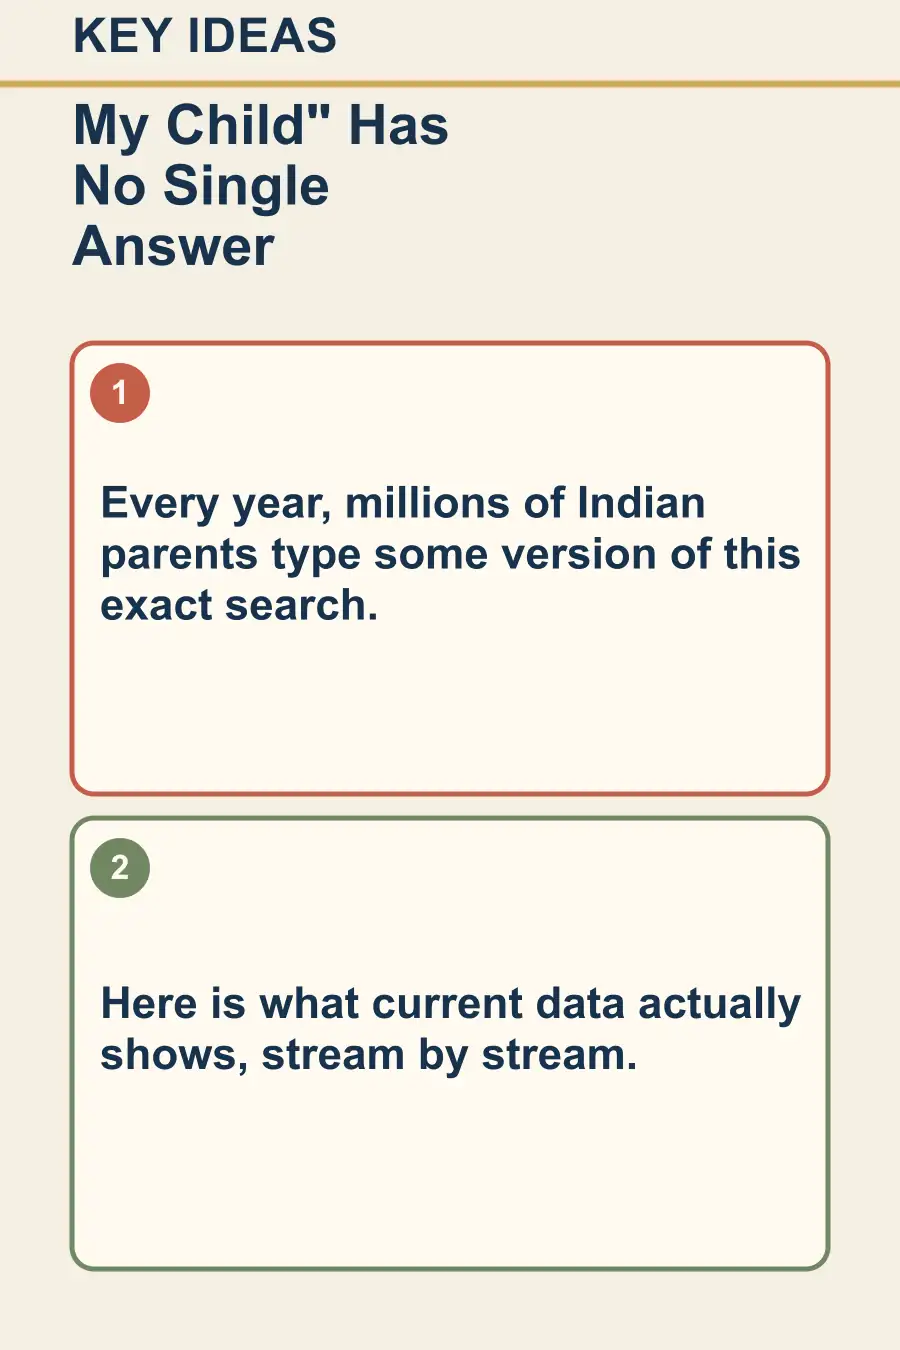 KEY IDEAS
My Child" Has
No Single
Answer
1
Every year, millions of Indian
parents type some version of this
exact search.
2
Here is what current data actually
shows, stream by stream.